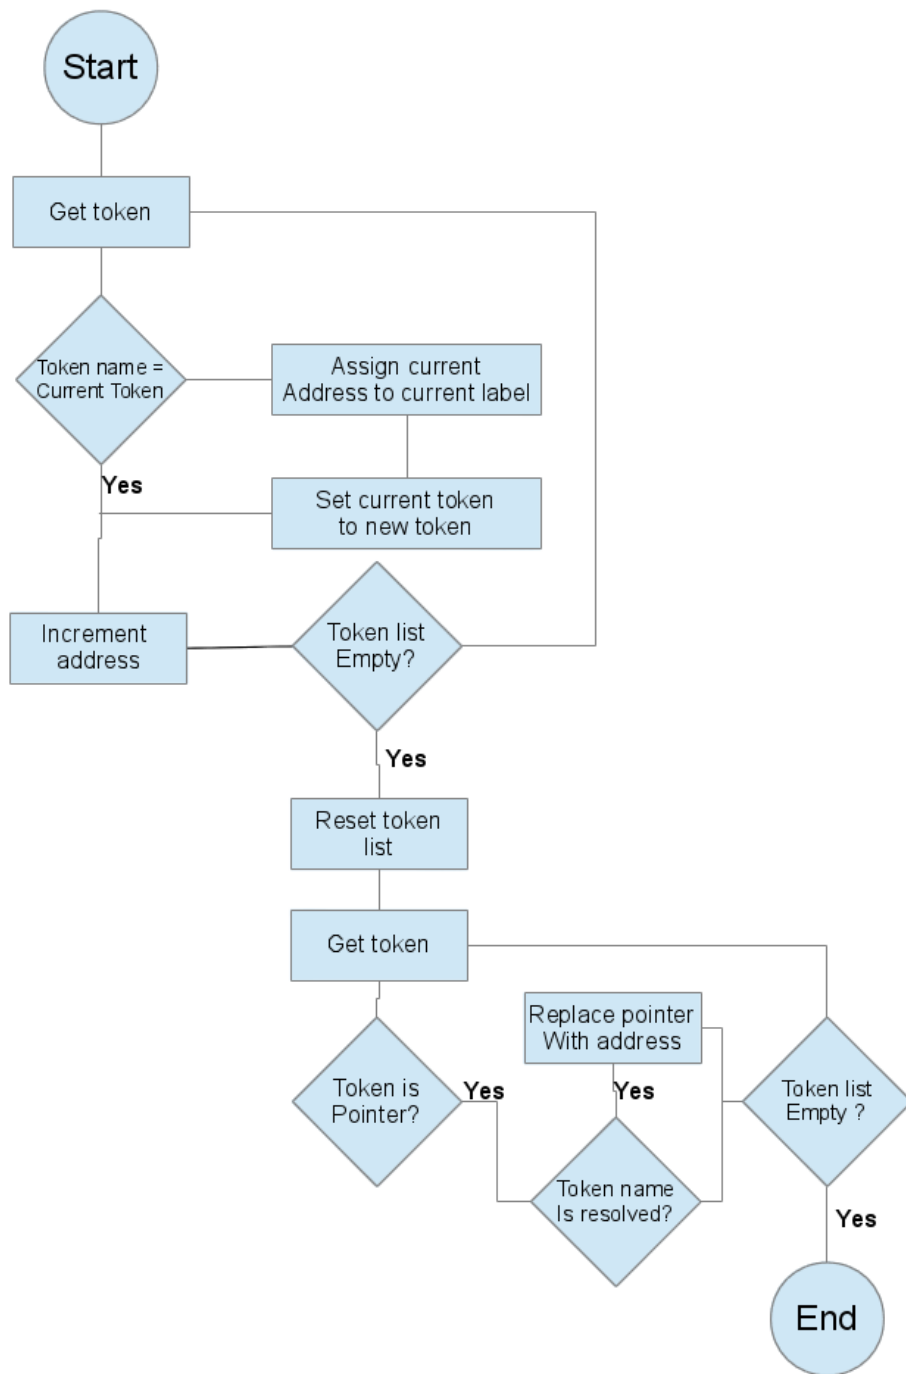 Start
Get token
Token name =
Current Token
Assign current
Address to current label
Yes
Set current token
to new token
Increment
address
Token list
Empty?
Yes
Reset token
list
Get token
Replace pointer
With address
Token is
Pointer?
Yes
Yes
Token list
Empty ?
Token name
Is resolved?
Yes
End